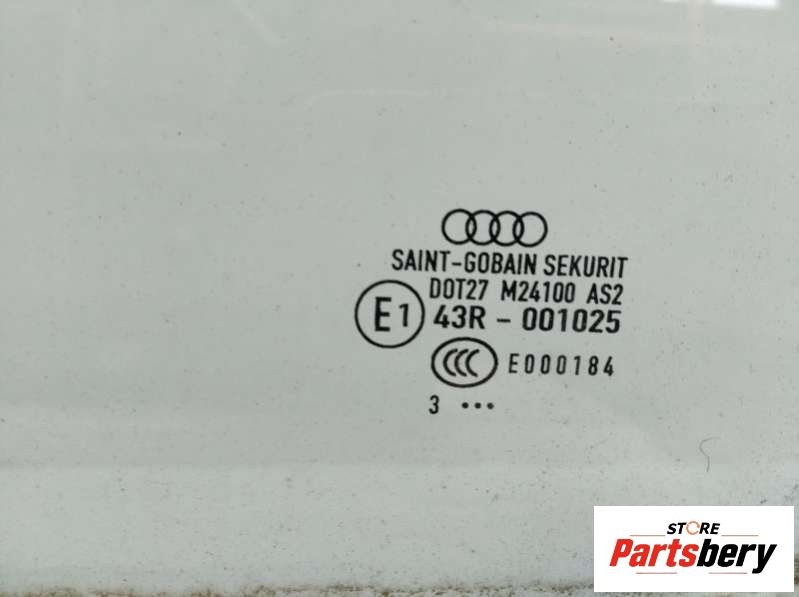 SAINT-GOBAIN SEKURIT
DOT27 M24100 AS2
E1 43R - 001025
CCC E000184
3 •••
STORE
Partsbery